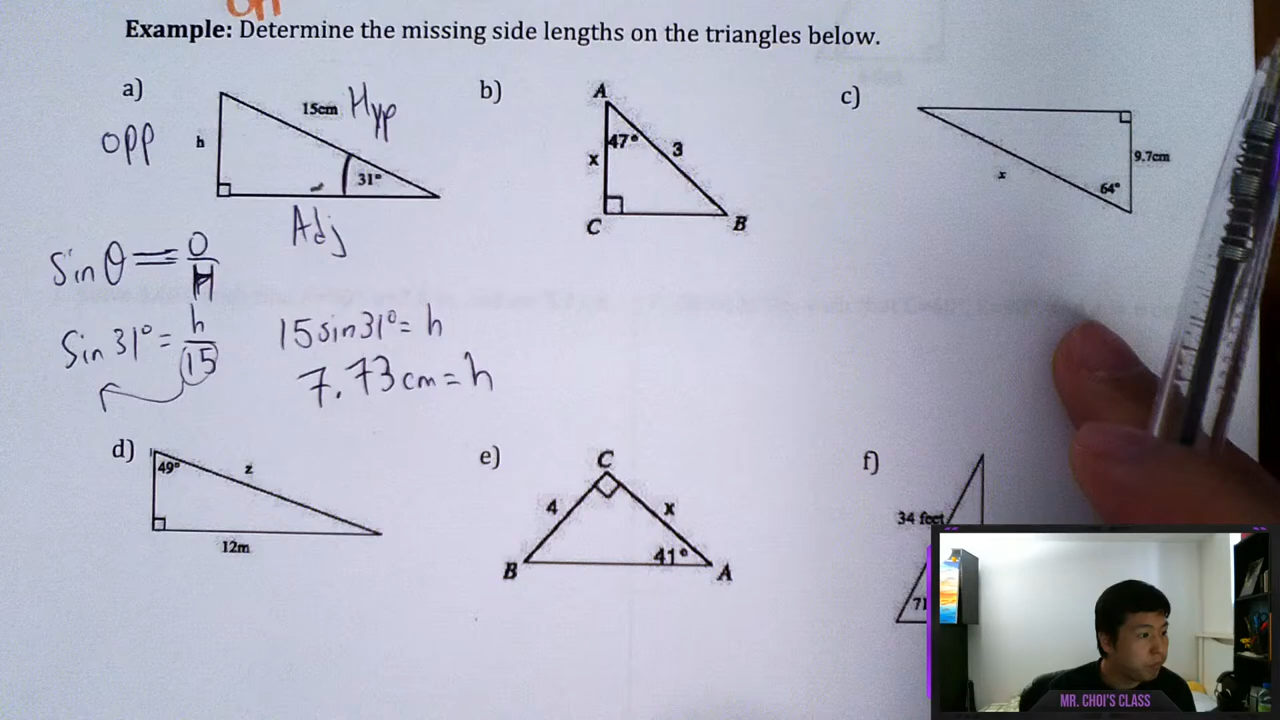 Example: Determine the missing side lengths on the triangles below.
a)
15cm
Hyp
opp
h
31°
Adj
Sin θ = O/H
Sin 31° = h/15
15 sin 31° = h
7.73 cm = h
b)
A
47°
3
x
C
B
c)
9.7cm
x
64°
d)
49°
z
12m
e)
C
4
x
41°
B
A
f)
34 feet
71
MR. CHOI'S CLASS